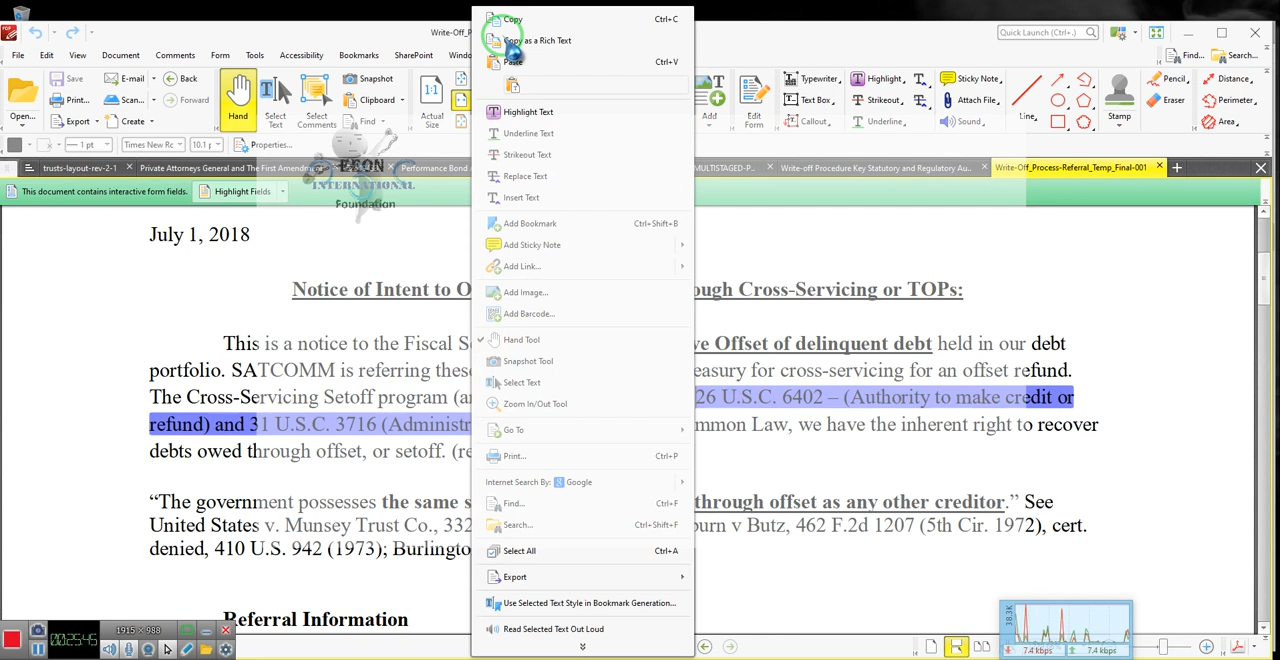 Write-Off_P
Quick Launch (Ctrl+.)
File Edit View Document Comments Form Tools Accessibility Bookmarks SharePoint
Find...
Search...
Open...
Save
Print...
Export
E-mail
Scan...
Create
Back
Forward
Hand
Select Text
Select Comments
Snapshot
Clipboard
Find
Actual Size
Add
Edit Form
Typewriter
Text Box
Callout
Highlight
Strikeout
Underline
Sticky Note
Attach File
Sound
Line
Stamp
Pencil
Eraser
Distance
Perimeter
Area
1 pt
Times New Ro
10.1 p
Properties...
trusts-layout-rev-2-1
Private Attorneys General and The First Amendment
Performance Bond
MULTISTAGED-P...
Write-off Procedure Key Statutory and Regulatory Au...
Write-Off_Process-Referral_Temp_Final-001
This document contains interactive form fields.
Highlight Fields
EEON
INTERNATIONAL
Foundation
Copy Ctrl+C
Copy as a Rich Text
Paste Ctrl+V
Highlight Text
Underline Text
Strikeout Text
Replace Text
Insert Text
Add Bookmark Ctrl+Shift+B
Add Sticky Note
Add Link...
Add Image...
Add Barcode...
Hand Tool
Snapshot Tool
Select Text
Zoom In/Out Tool
Go To
Print... Ctrl+P
Internet Search By: Google
Find... Ctrl+F
Search... Ctrl+Shift+F
Select All Ctrl+A
Export
Use Selected Text Style in Bookmark Generation...
Read Selected Text Out Loud
July 1, 2018
Notice of Intent to O ough Cross-Servicing or TOPs:
This is a notice to the Fiscal S ve Offset of delinquent debt held in our debt
portfolio. SATCOMM is referring these easury for cross-servicing for an offset refund.
The Cross-Servicing Setoff program (a 26 U.S.C. 6402 – (Authority to make credit or
refund) and 31 U.S.C. 3716 (Administr mmon Law, we have the inherent right to recover
debts owed through offset, or setoff. (re
“The government possesses the same s through offset as any other creditor.” See
United States v. Munsey Trust Co., 332 burn v Butz, 462 F.2d 1207 (5th Cir. 1972), cert.
denied, 410 U.S. 942 (1973); Burlingto
Referral Information
1915 x 988
00:25:45
38.3K
7.4 kbps 7.4 kbps